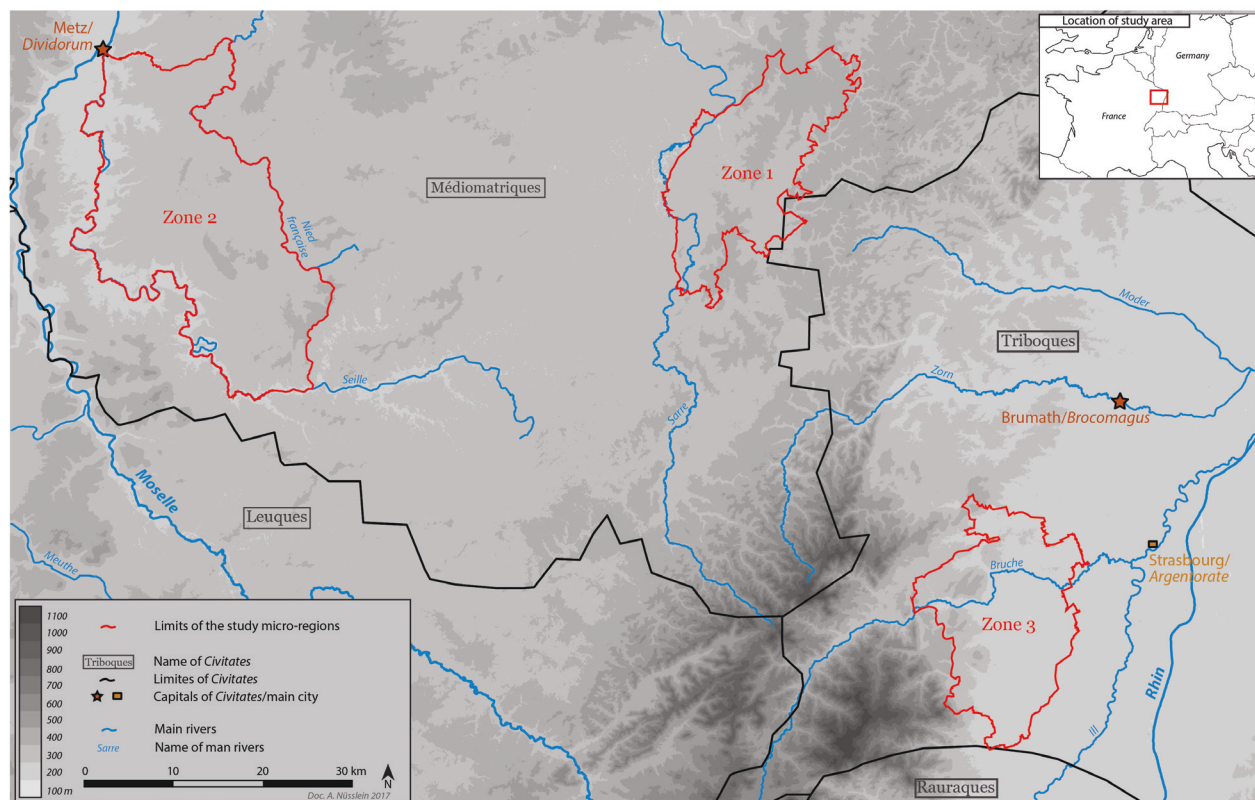 Metz/
Dividorum
Location of study area
Germany
France
Zone 1
Médiomatriques
Zone 2
Nied
française
Moder
Triboques
Zorn
Seille
Sarre
Brumath/Brocomagus
Moselle
Leuques
Strasbourg/
Argentorate
Meuthe
Bruche
Zone 3
Rhin
Ill
Rauraques
1100
1000
900
800
700
600
500
400
300
200
100 m
Limits of the study micro-regions
Triboques
Name of Civitates
Limites of Civitates
Capitals of Civitates/main city
Main rivers
Sarre
Name of man rivers
0 10 20 30 km
N
Doc. A. Nüsslein 2017